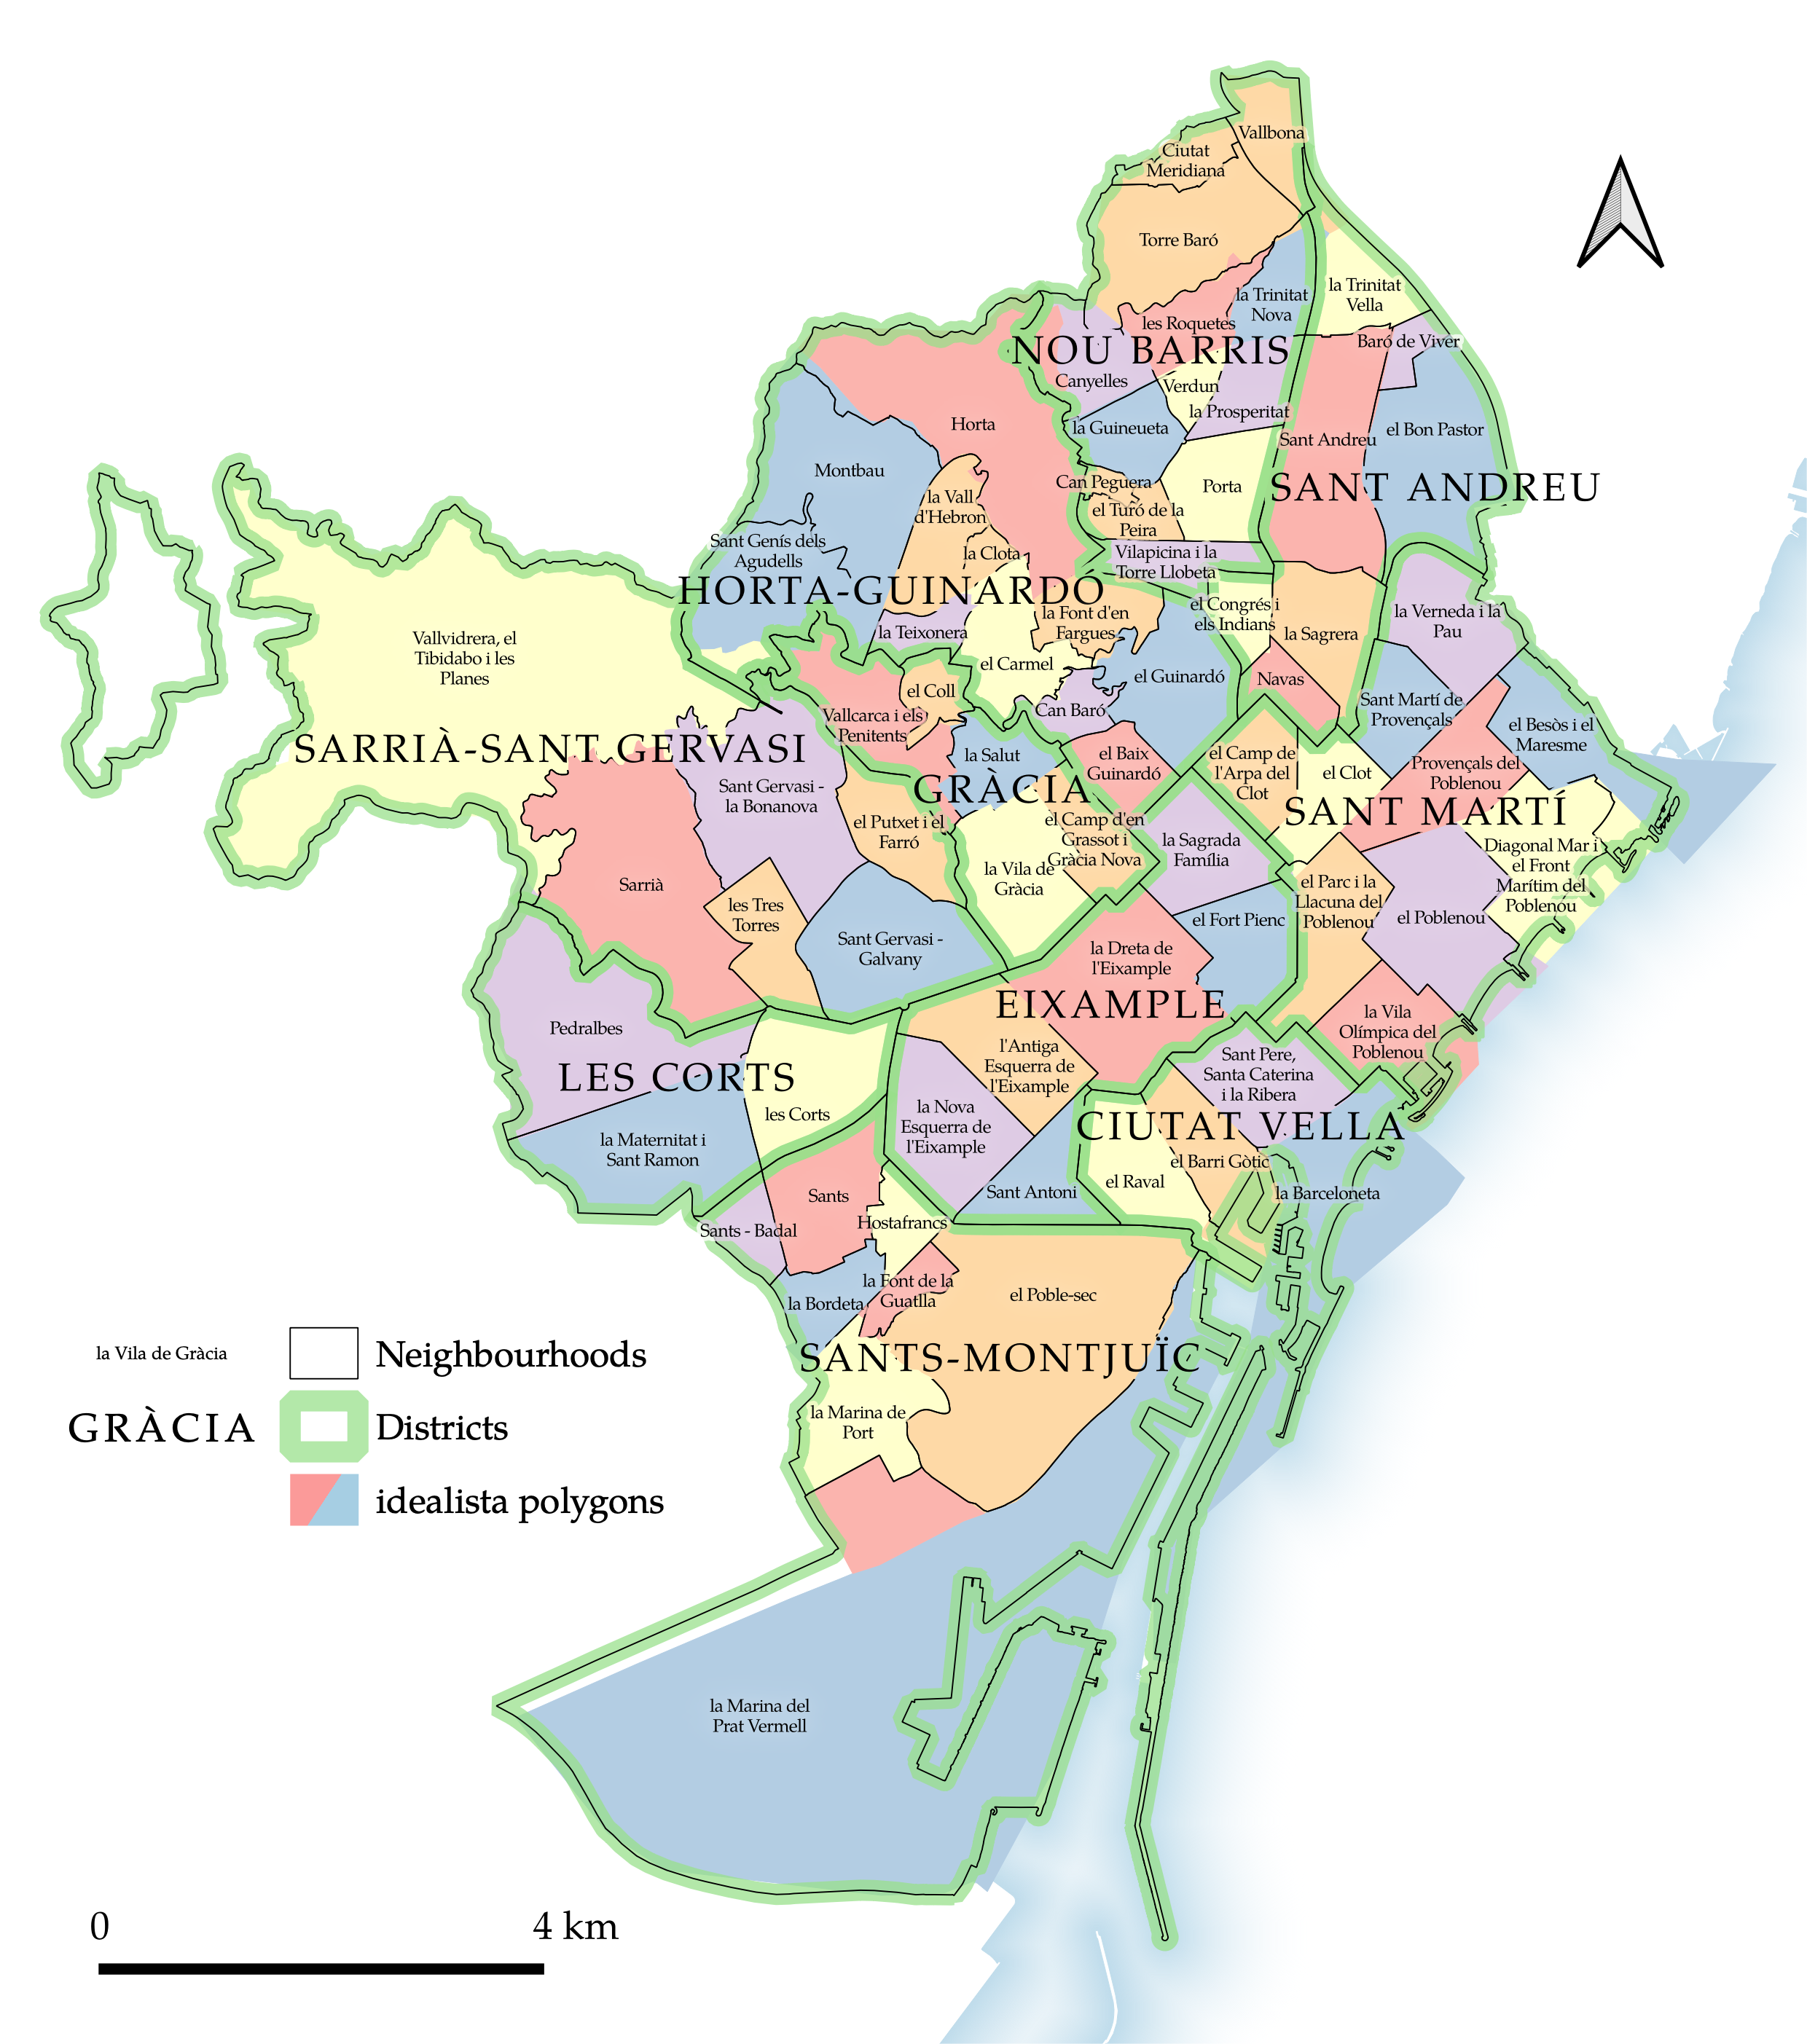 Vallbona
Ciutat
Meridiana
Torre Baró
la Trinitat
Nova
la Trinitat
Vella
les Roquetes
Baró de Viver
NOU BARRIS
Canyelles
Verdun
la Prosperitat
Horta
la Guineueta
Sant Andreu
el Bon Pastor
Montbau
Can Peguera
Porta
SANT ANDREU
la Vall
d'Hebron
el Turó de la
Peira
Sant Genís dels
Agudells
la Clota
Vilapicina i la
Torre Llobeta
HORTA-GUINARDÓ
la Font d'en
Fargues
el Congrés i
els Indians
la Verneda i la
Pau
la Teixonera
la Sagrera
Vallvidrera, el
Tibidabo i les
Planes
el Carmel
el Guinardó
Navas
el Coll
Can Baró
Sant Martí de
Provençals
Vallcarca i els
Penitents
el Besòs i el
Maresme
SARRIÀ-SANT GERVASI
la Salut
el Baix
Guinardó
el Camp de
l'Arpa del
Clot
el Clot
Provençals del
Poblenou
Sant Gervasi -
la Bonanova
GRÀCIA
SANT MARTÍ
el Putxet i el
Farró
el Camp d'en
Grassot i
Gràcia Nova
la Sagrada
Família
Diagonal Mar i
el Front
Marítim del
Poblenou
Sarrià
la Vila de
Gràcia
el Parc i la
Llacuna del
Poblenou
les Tres
Torres
el Fort Pienc
el Poblenou
Sant Gervasi -
Galvany
la Dreta de
l'Eixample
EIXAMPLE
Pedralbes
la Vila
Olímpica del
Poblenou
l'Antiga
Esquerra de
l'Eixample
Sant Pere,
Santa Caterina
i la Ribera
LES CORTS
les Corts
la Nova
Esquerra de
l'Eixample
CIUTAT VELLA
la Maternitat i
Sant Ramon
el Barri Gòtic
el Raval
Sants
Sant Antoni
la Barceloneta
Sants - Badal
Hostafrancs
la Font de la
Guatlla
el Poble-sec
la Bordeta
SANTS-MONTJUÏC
la Marina de
Port
la Marina del
Prat Vermell
la Vila de Gràcia
Neighbourhoods
GRÀCIA
Districts
idealista polygons
0
4 km